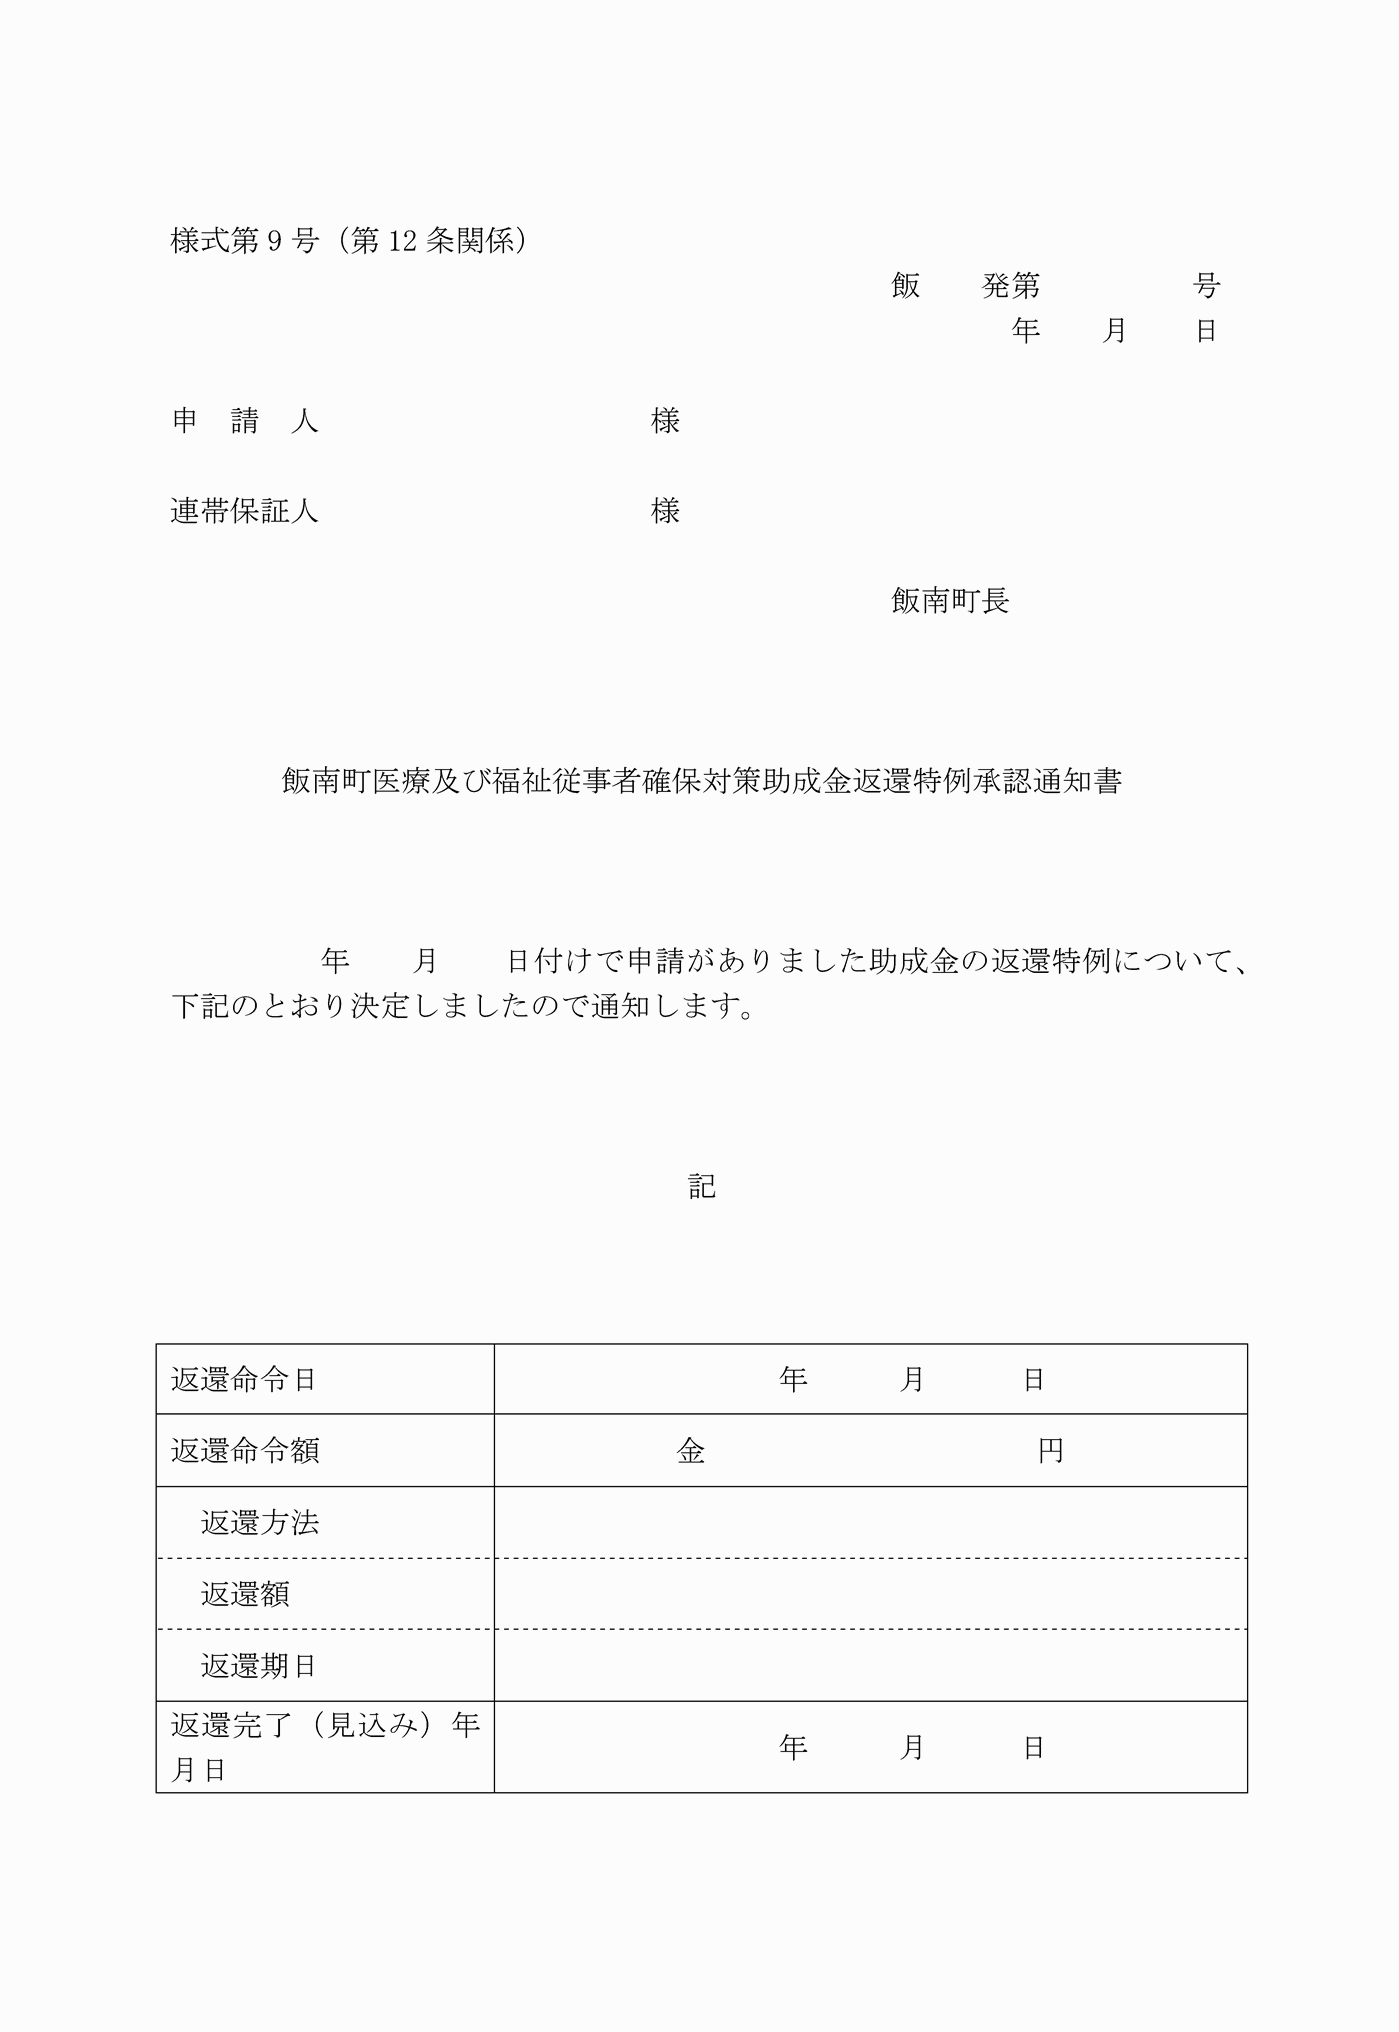 様式第 9 号（第 12 条関係）
飯　　発第　　　　　号
年　　月　　日
申　請　人　　　　　　　　　　　様
連帯保証人　　　　　　　　　　　様
飯南町長
飯南町医療及び福祉従事者確保対策助成金返還特例承認通知書
年　　月　　日付けで申請がありました助成金の返還特例について、
下記のとおり決定しましたので通知します。
記
返還命令日　　　　年　　　月　　　日
返還命令額　　　　金　　　　　　　　　　　円
返還方法
返還額
返還期日
返還完了（見込み）年
月日
年　　　月　　　日